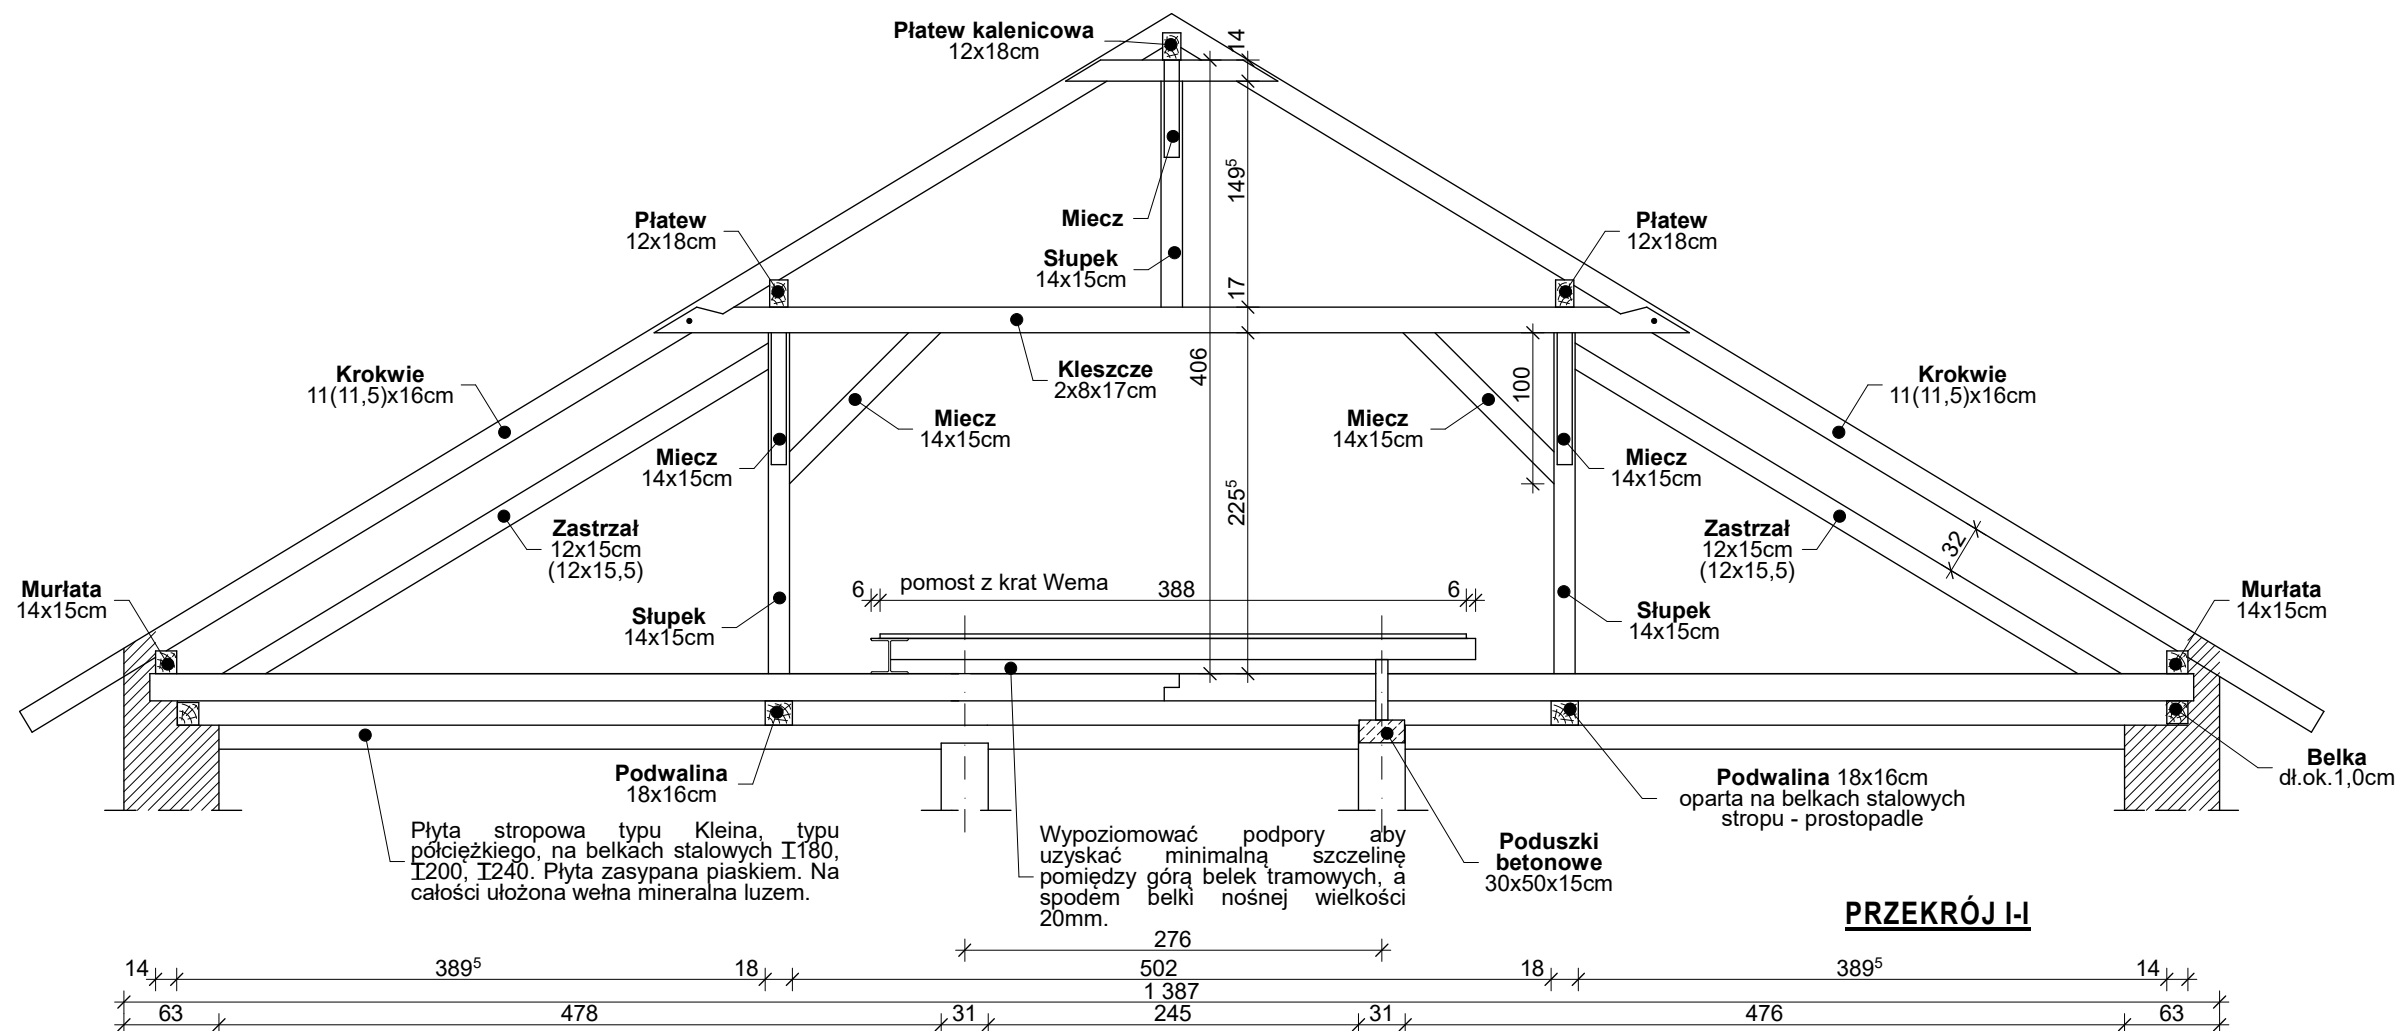 Płatew kalenicowa
12x18cm
14
149⁵
Miecz
Płatew
12x18cm
Płatew
12x18cm
Słupek
14x15cm
17
Krokwie
11(11,5)x16cm
Kleszcze
2x8x17cm
406
100
Krokwie
11(11,5)x16cm
Miecz
14x15cm
Miecz
14x15cm
Miecz
14x15cm
Miecz
14x15cm
225⁵
Zastrzał
12x15cm
(12x15,5)
Zastrzał
12x15cm
(12x15,5)
32
Murłata
14x15cm
6
pomost z krat Wema
388
6
Murłata
14x15cm
Słupek
14x15cm
Słupek
14x15cm
Podwalina
18x16cm
Podwalina 18x16cm
oparta na belkach stalowych
stropu - prostopadle
Belka
dł.ok.1,0cm
Płyta stropowa typu Kleina, typu
półciężkiego, na belkach stalowych I180,
I200, I240. Płyta zasypana piaskiem. Na
całości ułożona wełna mineralna luzem.
Wypoziomować podpory aby
uzyskać minimalną szczelinę
pomiędzy górą belek tramowych, a
spodem belki nośnej wielkości
20mm.
Poduszki
betonowe
30x50x15cm
PRZEKRÓJ I-I
276
14 389⁵ 18 502 18 389⁵ 14
1 387
63 478 31 245 31 476 63